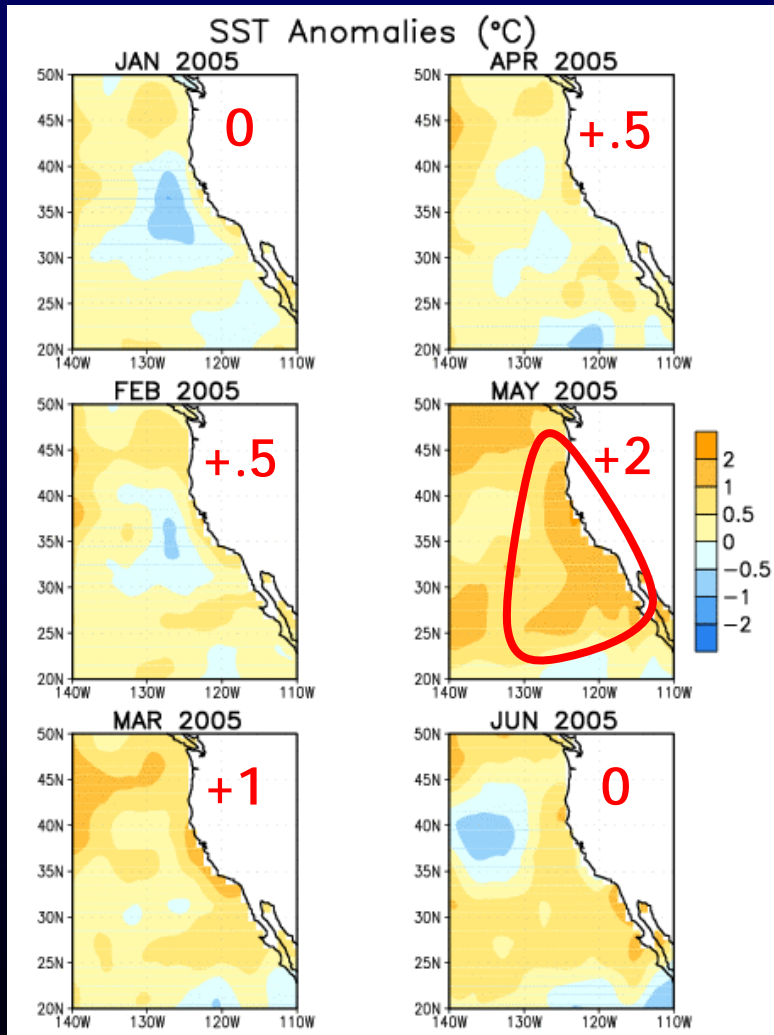 SST Anomalies (°C)
JAN 2005
50N
45N
40N
35N
30N
25N
20N
140W 130W 120W 110W
0
APR 2005
50N
45N
40N
35N
30N
25N
20N
140W 130W 120W 110W
+.5
FEB 2005
50N
45N
40N
35N
30N
25N
20N
140W 130W 120W 110W
+.5
MAY 2005
50N
45N
40N
35N
30N
25N
20N
140W 130W 120W 110W
+2
2
1
0.5
0
−0.5
−1
−2
MAR 2005
50N
45N
40N
35N
30N
25N
20N
140W 130W 120W 110W
+1
JUN 2005
50N
45N
40N
35N
30N
25N
20N
140W 130W 120W 110W
0